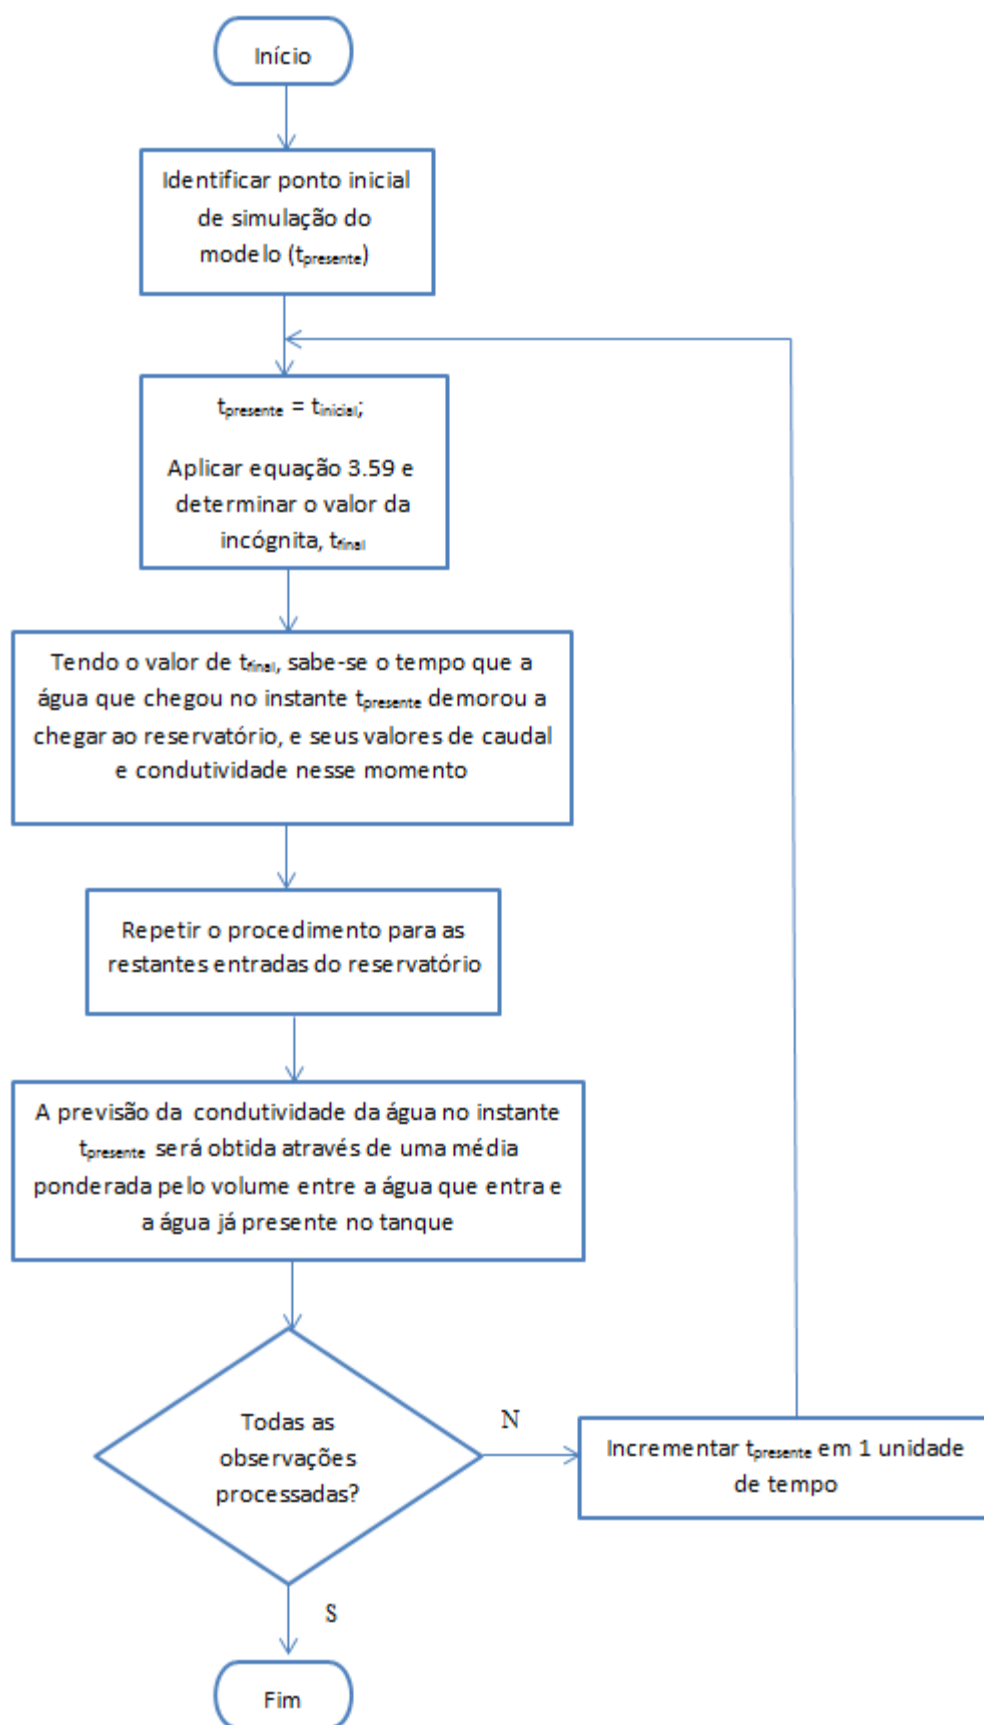 Início
Identificar ponto inicial
de simulação do
modelo (tpresente)
tpresente = tinicial;
Aplicar equação 3.59 e
determinar o valor da
incógnita, tfinal
Tendo o valor de tfinal, sabe-se o tempo que a
água que chegou no instante tpresente demorou a
chegar ao reservatório, e seus valores de caudal
e condutividade nesse momento
Repetir o procedimento para as
restantes entradas do reservatório
A previsão da condutividade da água no instante
tpresente será obtida através de uma média
ponderada pelo volume entre a água que entra e
a água já presente no tanque
Todas as
observações
processadas?
N
Incrementar tpresente em 1 unidade
de tempo
S
Fim